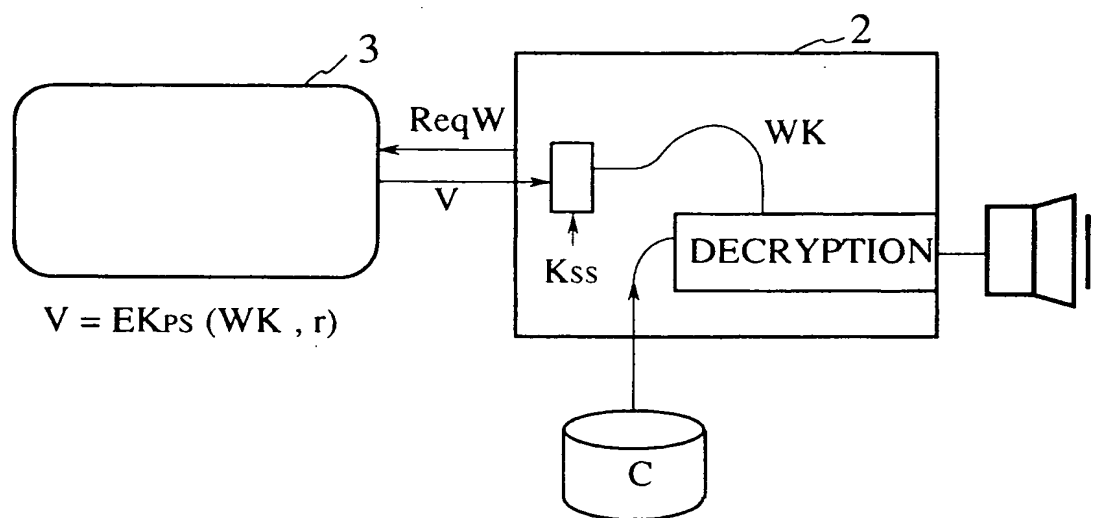 3
2
ReqW
WK
V
Kss
DECRYPTION
V = EKPS (WK , r)
C